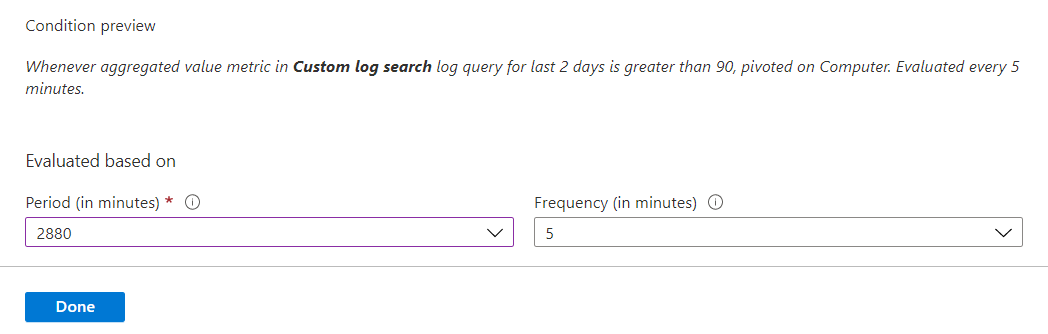 Condition preview
Whenever aggregated value metric in Custom log search log query for last 2 days is greater than 90, pivoted on Computer. Evaluated every 5
minutes.
Evaluated based on
Period (in minutes) * Frequency (in minutes)
2880 5
Done